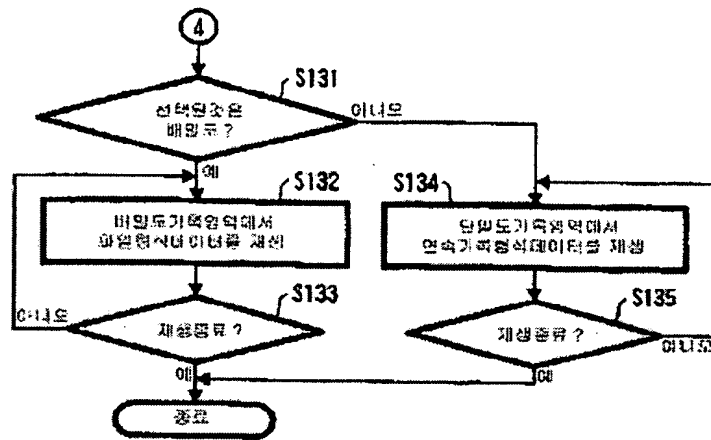 4
S131
선택된것은
배밀도?
아니오
예
S132
배밀도기록영역에서
파일형식데이터를 재생
S134
단밀도기록영역에서
연속기록형식데이터를 재생
S133
재생종료?
아니오
예
S135
재생종료?
아니오
예
종료